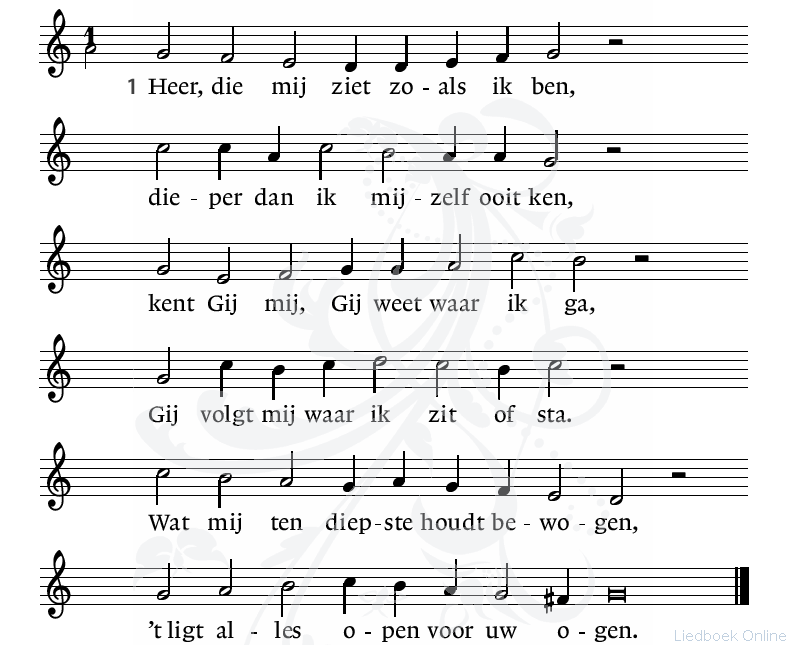 1
1 Heer, die mij ziet zo - als ik ben,
die - per dan ik mij - zelf ooit ken,
kent Gij mij, Gij weet waar ik ga,
Gij volgt mij waar ik zit of sta.
Wat mij ten diep - ste houdt be - wo - gen,
’t ligt al - les o - pen voor uw o - gen.
Liedboek Online